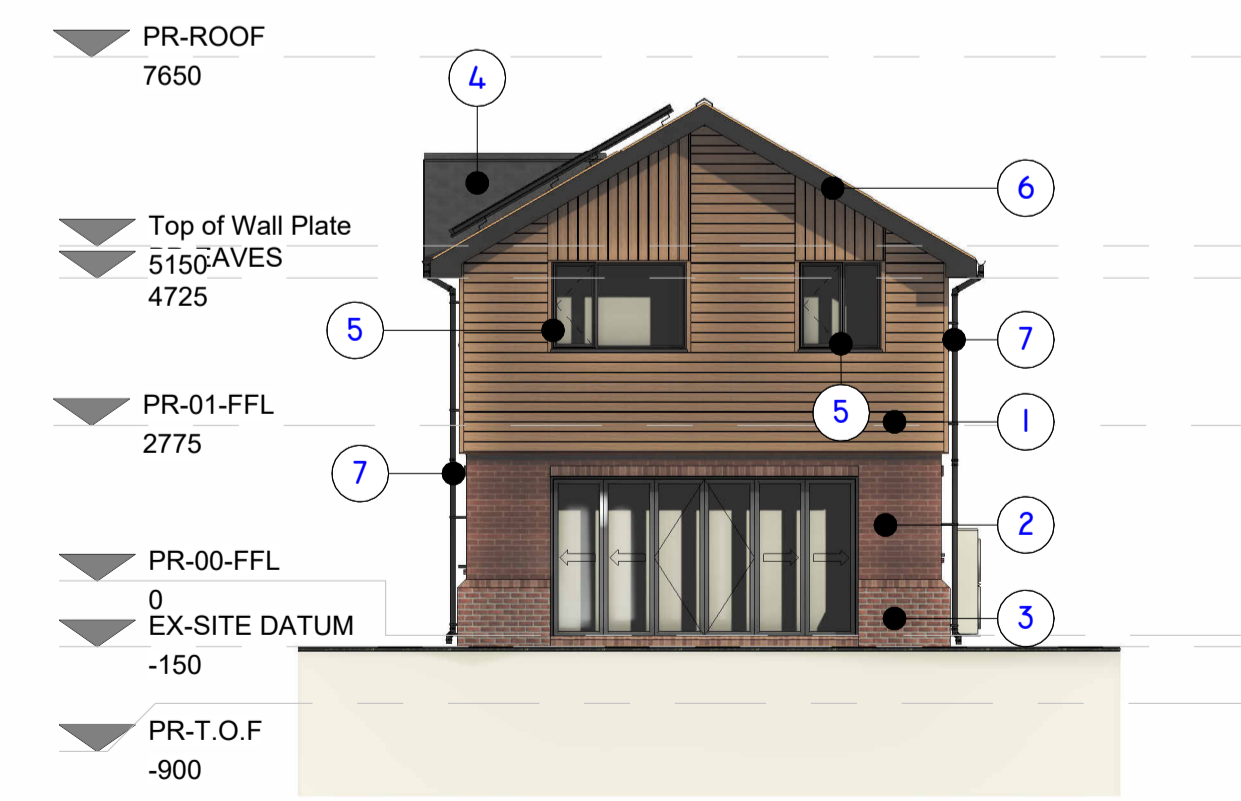 PR-ROOF
7650
4
6
Top of Wall Plate
5150
EAVES
4725
5
7
PR-01-FFL
2775
5
1
7
2
PR-00-FFL
0
EX-SITE DATUM
-150
3
PR-T.O.F
-900